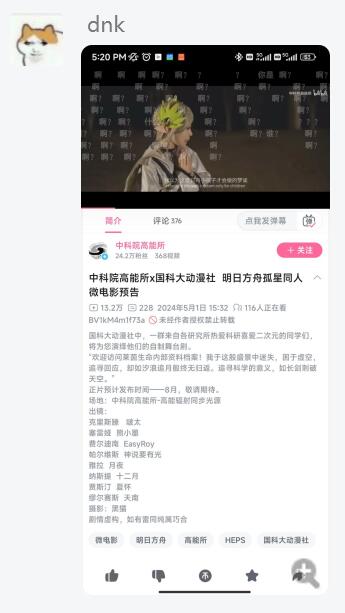 dnk
5:20 PM
啊？ 啊？ 啊？ ？ 你是 啊？ 啊？
简介
评论 376
点我发弹幕
中科院高能所
24.2万粉丝 368视频
+ 关注
中科院高能所x国科大动漫社 明日方舟孤星同人
微电影预告
13.2万 228 2024年5月1日 15:32 116人正在看
BV1kM4m1f73a 未经作者授权禁止转载
国科大动漫社中，一群来自各研究所热爱科研喜爱二次元的同学们，
将为您演绎他们的自制舞台剧。
“欢迎访问莱茵生命内部资料档案！我于这般盛景中迷失，困于虚空，
追寻回应，却如沙浪追月般终无归返。追寻科学的意义，如长剑刺破
天空。”
正片预计发布时间——8月，敬请期待。
场地：中科院高能所-高能辐射同步光源
出镜：
克里斯滕 啵太
塞雷娅 熊小墨
费尔迪南 EasyRoy
帕尔维斯 神说要有光
雅拉 月夜
纳斯提 十二月
贾斯汀 夏怀
缪尔赛斯 天南
摄影：黑猫
剧情虚构，如有雷同纯属巧合
微电影 明日方舟 高能所 HEPS 国科大动漫社